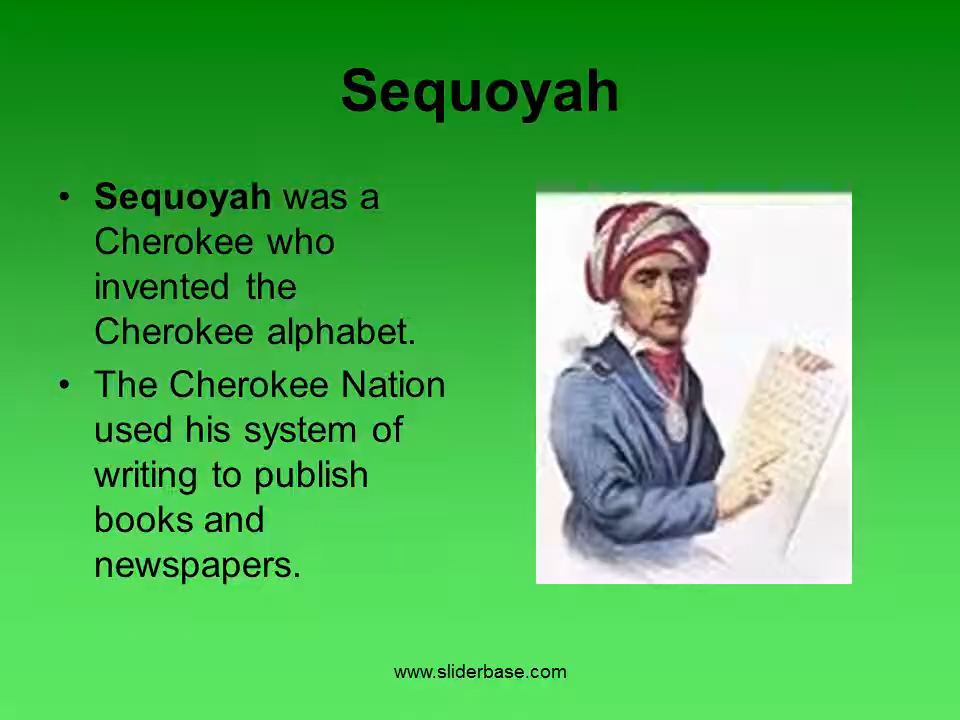 Sequoyah
• Sequoyah was a
Cherokee who
invented the
Cherokee alphabet.
• The Cherokee Nation
used his system of
writing to publish
books and
newspapers.
www.sliderbase.com